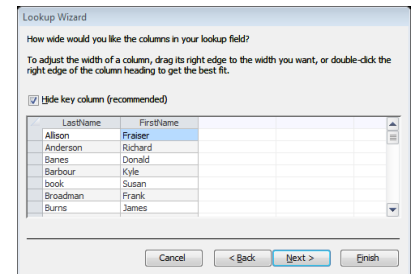 Lookup Wizard
How wide would you like the columns in your lookup field?
To adjust the width of a column, drag its right edge to the width you want, or double-click the
right edge of the column heading to get the best fit.
Hide key column (recommended)
LastName FirstName
Allison Fraiser
Anderson Richard
Banes Donald
Barbour Kyle
book Susan
Broadman Frank
Burns James
Cancel < Back Next > Finish